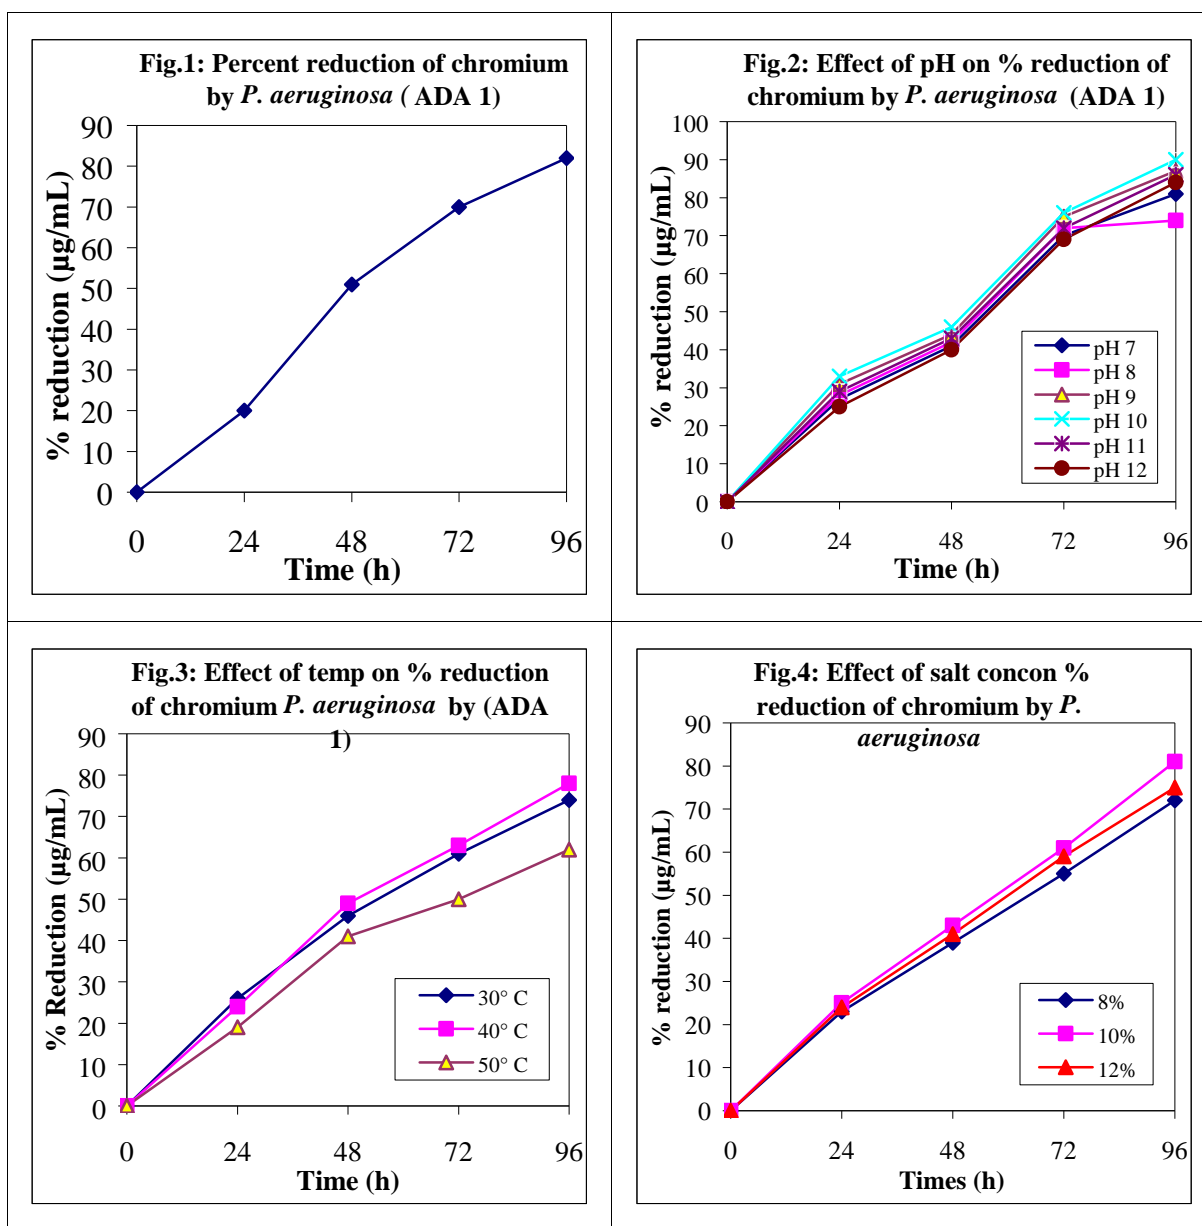 Fig.1: Percent reduction of chromium
by P. aeruginosa ( ADA 1)
90
80
70
60
50
40
30
20
10
0
% reduction (µg/mL)
0 24 48 72 96
Time (h)
Fig.2: Effect of pH on % reduction of
chromium by P. aeruginosa (ADA 1)
100
90
80
70
60
50
40
30
20
10
0
% reduction (µg/mL)
pH 7
pH 8
pH 9
pH 10
pH 11
pH 12
0 24 48 72 96
Time (h)
Fig.3: Effect of temp on % reduction
of chromium P. aeruginosa by (ADA
1)
90
80
70
60
50
40
30
20
10
0
% Reduction (µg/mL)
30° C
40° C
50° C
0 24 48 72 96
Time (h)
Fig.4: Effect of salt concon %
reduction of chromium by P.
aeruginosa
90
80
70
60
50
40
30
20
10
0
% reduction (µg/mL)
8%
10%
12%
0 24 48 72 96
Times (h)